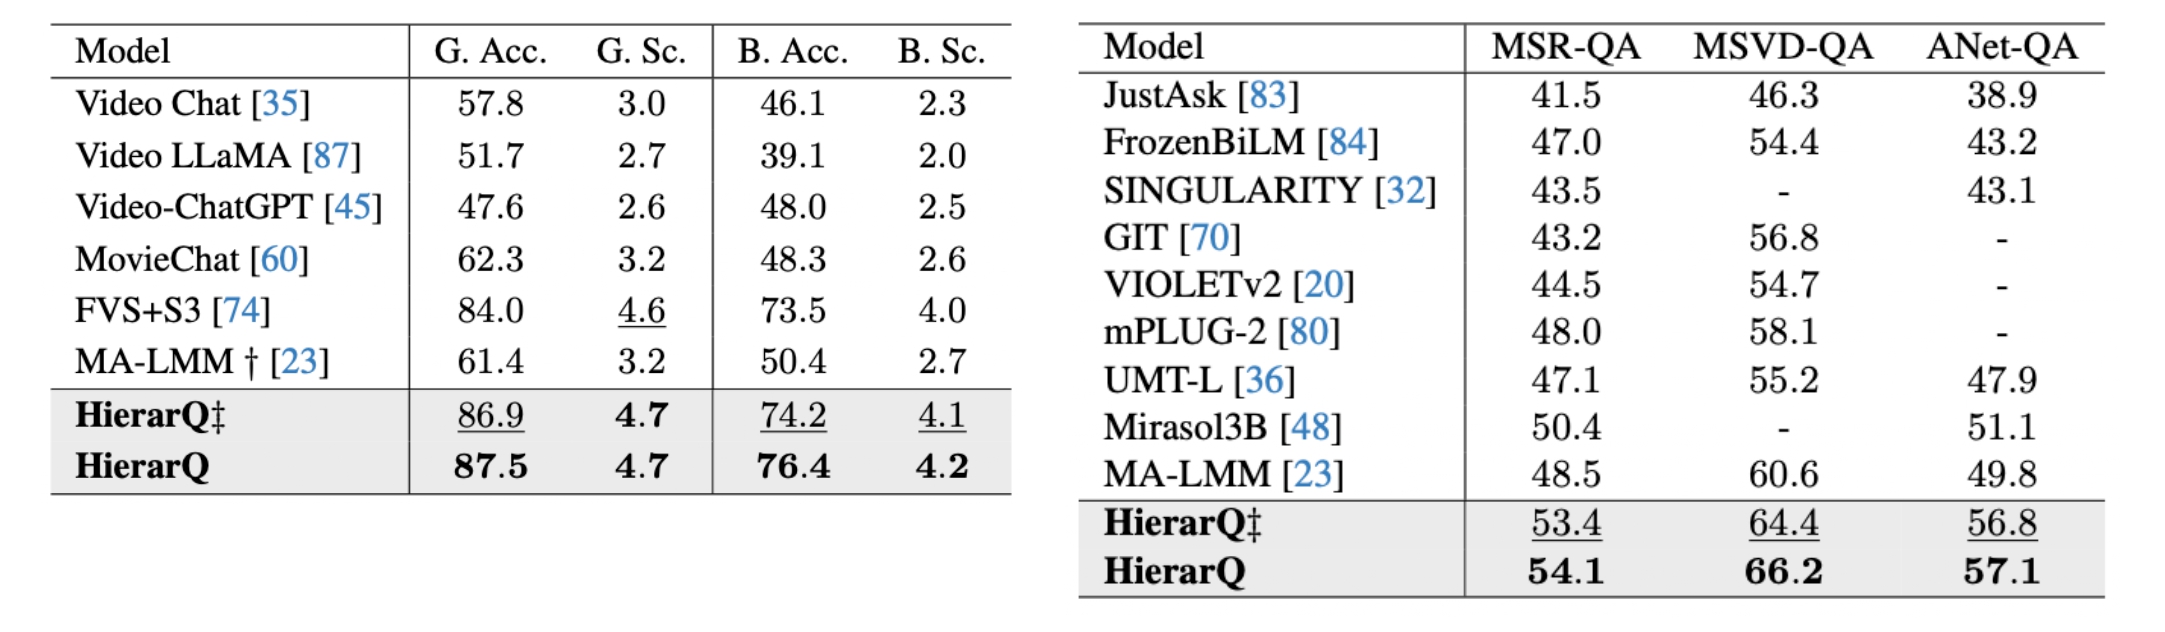 Model G. Acc. G. Sc. B. Acc. B. Sc.
Video Chat [35] 57.8 3.0 46.1 2.3
Video LLaMA [87] 51.7 2.7 39.1 2.0
Video-ChatGPT [45] 47.6 2.6 48.0 2.5
MovieChat [60] 62.3 3.2 48.3 2.6
FVS+S3 [74] 84.0 4.6 73.5 4.0
MA-LMM † [23] 61.4 3.2 50.4 2.7
HierarQ‡ 86.9 4.7 74.2 4.1
HierarQ 87.5 4.7 76.4 4.2
Model MSR-QA MSVD-QA ANet-QA
JustAsk [83] 41.5 46.3 38.9
FrozenBiLM [84] 47.0 54.4 43.2
SINGULARITY [32] 43.5 - 43.1
GIT [70] 43.2 56.8 -
VIOLETv2 [20] 44.5 54.7 -
mPLUG-2 [80] 48.0 58.1 -
UMT-L [36] 47.1 55.2 47.9
Mirasol3B [48] 50.4 - 51.1
MA-LMM [23] 48.5 60.6 49.8
HierarQ‡ 53.4 64.4 56.8
HierarQ 54.1 66.2 57.1